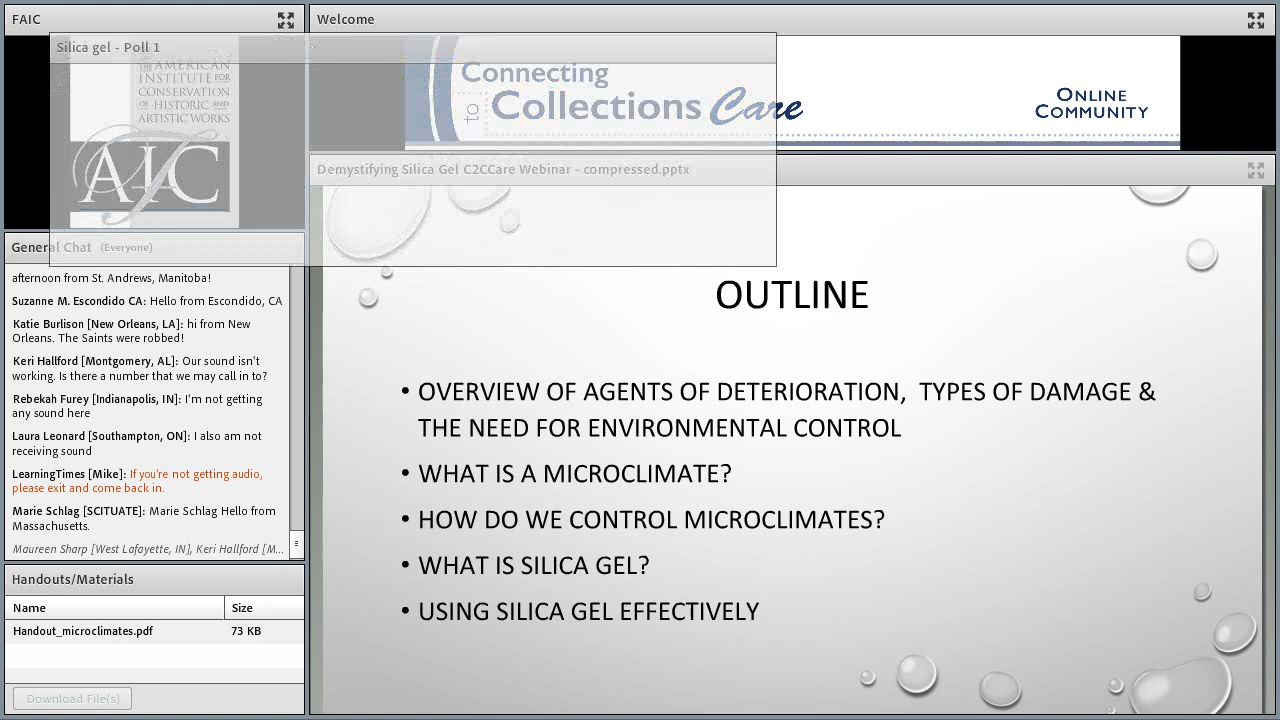 FAIC
Silica gel - Poll 1
THE AMERICAN
INSTITUTE FOR
CONSERVATION
OF HISTORIC AND
ARTISTIC WORKS
AIC
Welcome
Connecting
to
Collections Care
ONLINE
COMMUNITY
General Chat (Everyone)
afternoon from St. Andrews, Manitoba!
Suzanne M. Escondido CA: Hello from Escondido, CA
Katie Burlison [New Orleans, LA]: hi from New
Orleans. The Saints were robbed!
Keri Hallford [Montgomery, AL]: Our sound isn't
working. Is there a number that we may call in to?
Rebekah Furey [Indianapolis, IN]: I'm not getting
any sound here
Laura Leonard [Southampton, ON]: I also am not
receiving sound
LearningTimes [Mike]: If you're not getting audio,
please exit and come back in.
Marie Schlag [SCITUATE]: Marie Schlag Hello from
Massachusetts.
Maureen Sharp [West Lafayette, IN], Keri Hallford [M...
Handouts/Materials
Name Size
Handout_microclimates.pdf 73 KB
Download File(s)
Demystifying Silica Gel C2CCare Webinar - compressed.pptx
OUTLINE
• OVERVIEW OF AGENTS OF DETERIORATION, TYPES OF DAMAGE &
THE NEED FOR ENVIRONMENTAL CONTROL
• WHAT IS A MICROCLIMATE?
• HOW DO WE CONTROL MICROCLIMATES?
• WHAT IS SILICA GEL?
• USING SILICA GEL EFFECTIVELY